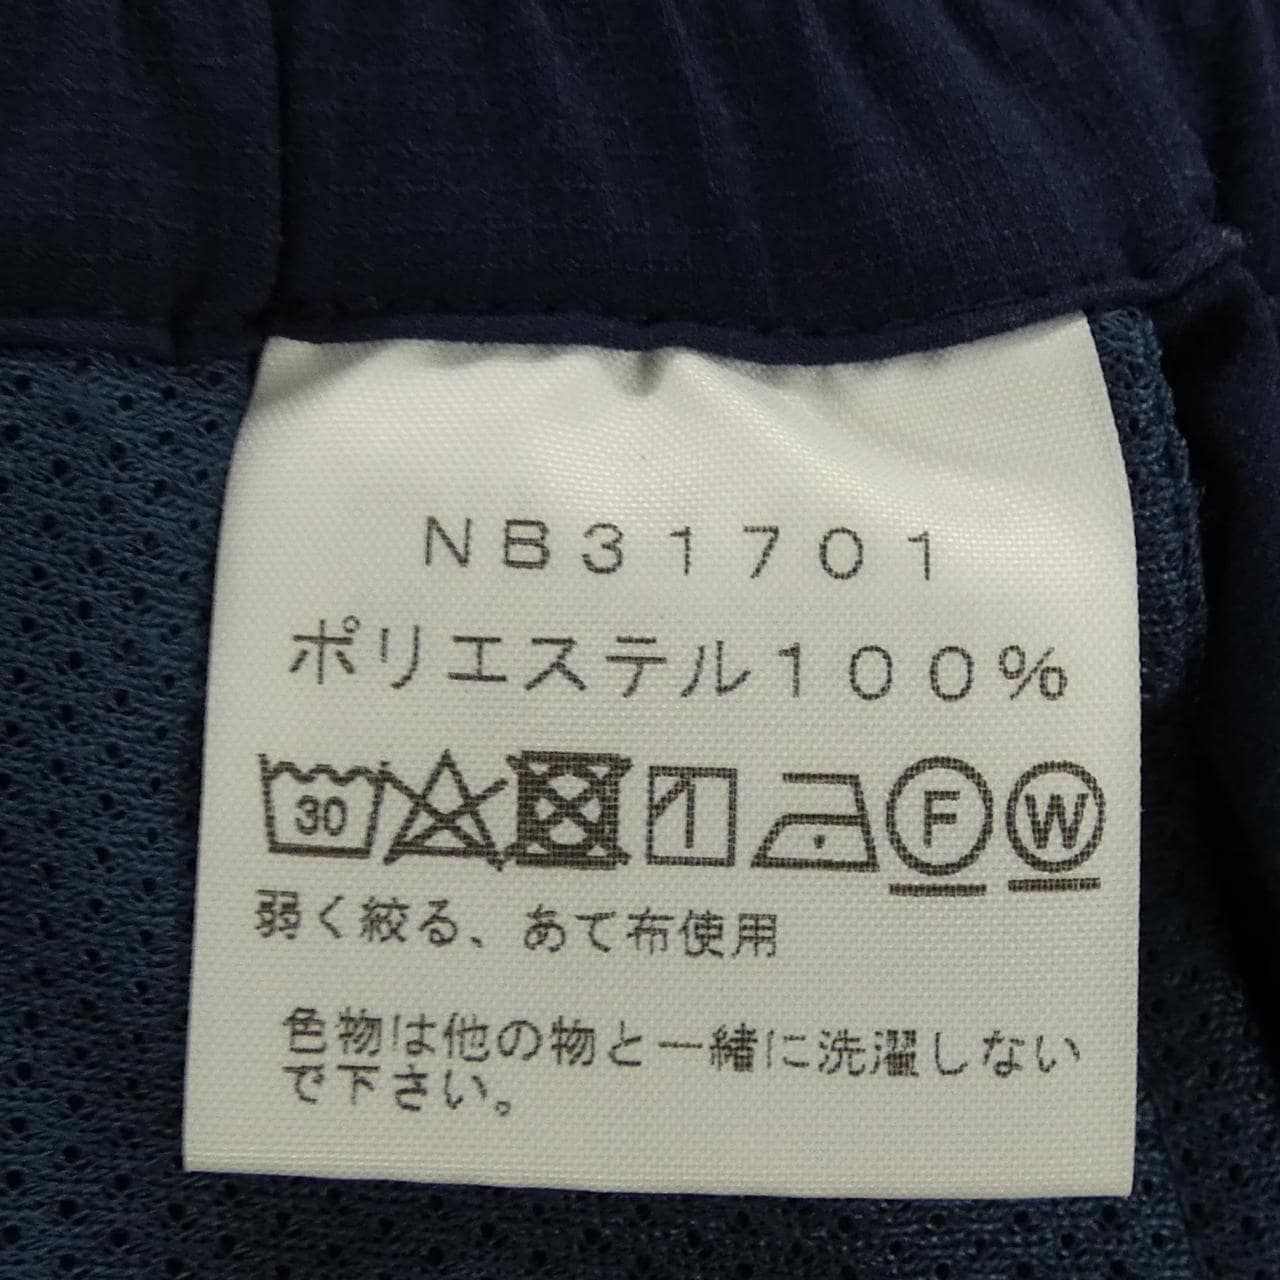 NB31701
ポリエステル100%
30 F W
弱く絞る、あて布使用
色物は他の物と一緒に洗濯しない
で下さい。